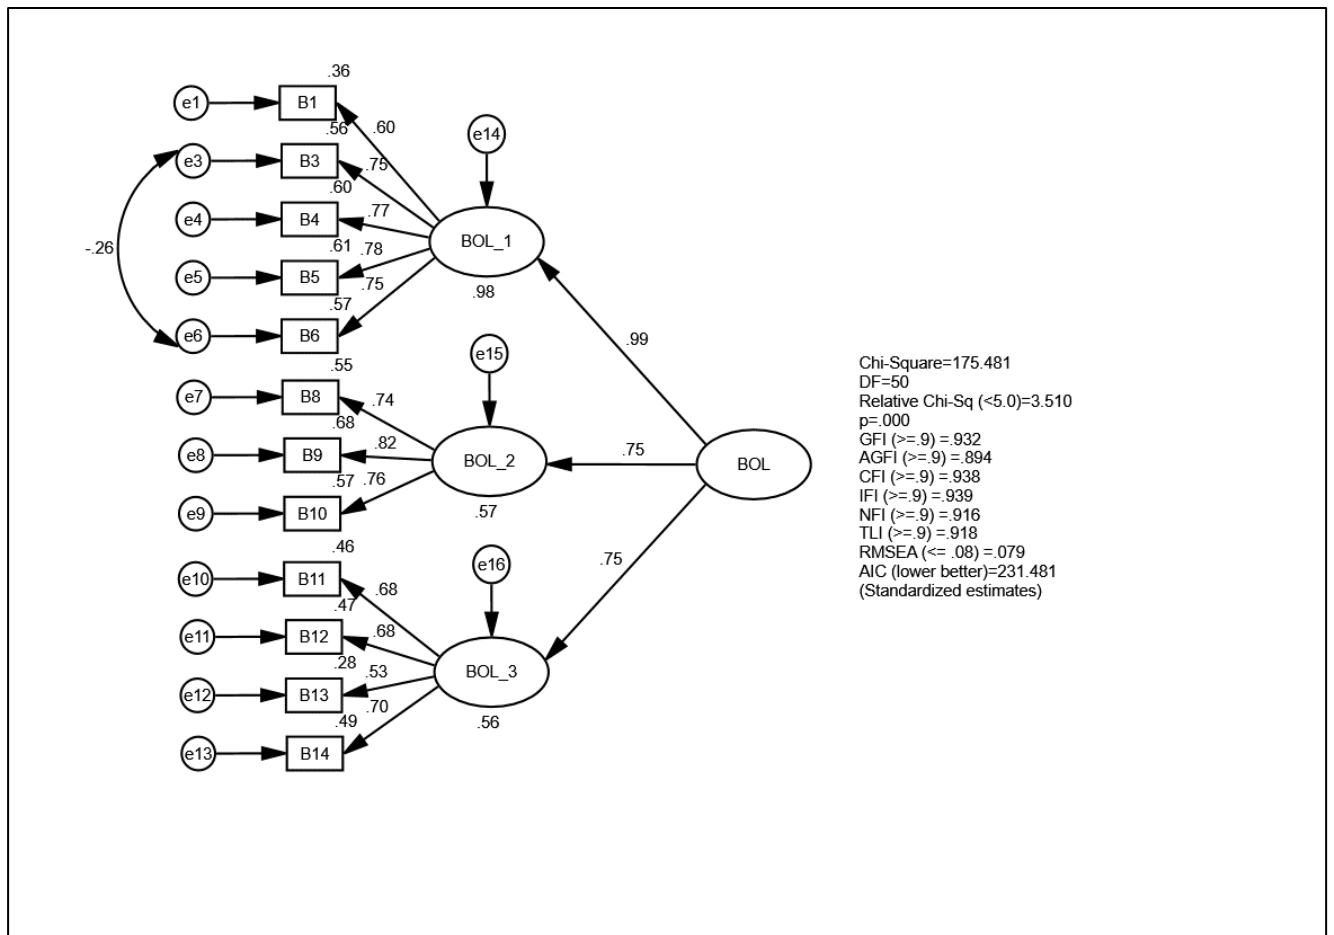 .36
e1
B1
.60
.56
e14
e3
B3
.75
.60
e4
B4
.77
BOL_1
-.26
.61
.78
e5
B5
.75
.98
.57
e6
B6
.99
e15
.55
e7
B8
.74
.68
e8
B9
.82
BOL_2
.75
BOL
.57
.76
e9
B10
.57
.46
e16
.75
e10
B11
.68
.47
e11
B12
.68
.28
.53
BOL_3
e12
B13
.70
.49
.56
e13
B14
Chi-Square=175.481
DF=50
Relative Chi-Sq (<5.0)=3.510
p=.000
GFI (>=.9) =.932
AGFI (>=.9) =.894
CFI (>=.9) =.938
IFI (>=.9) =.939
NFI (>=.9) =.916
TLI (>=.9) =.918
RMSEA (<= .08) =.079
AIC (lower better)=231.481
(Standardized estimates)